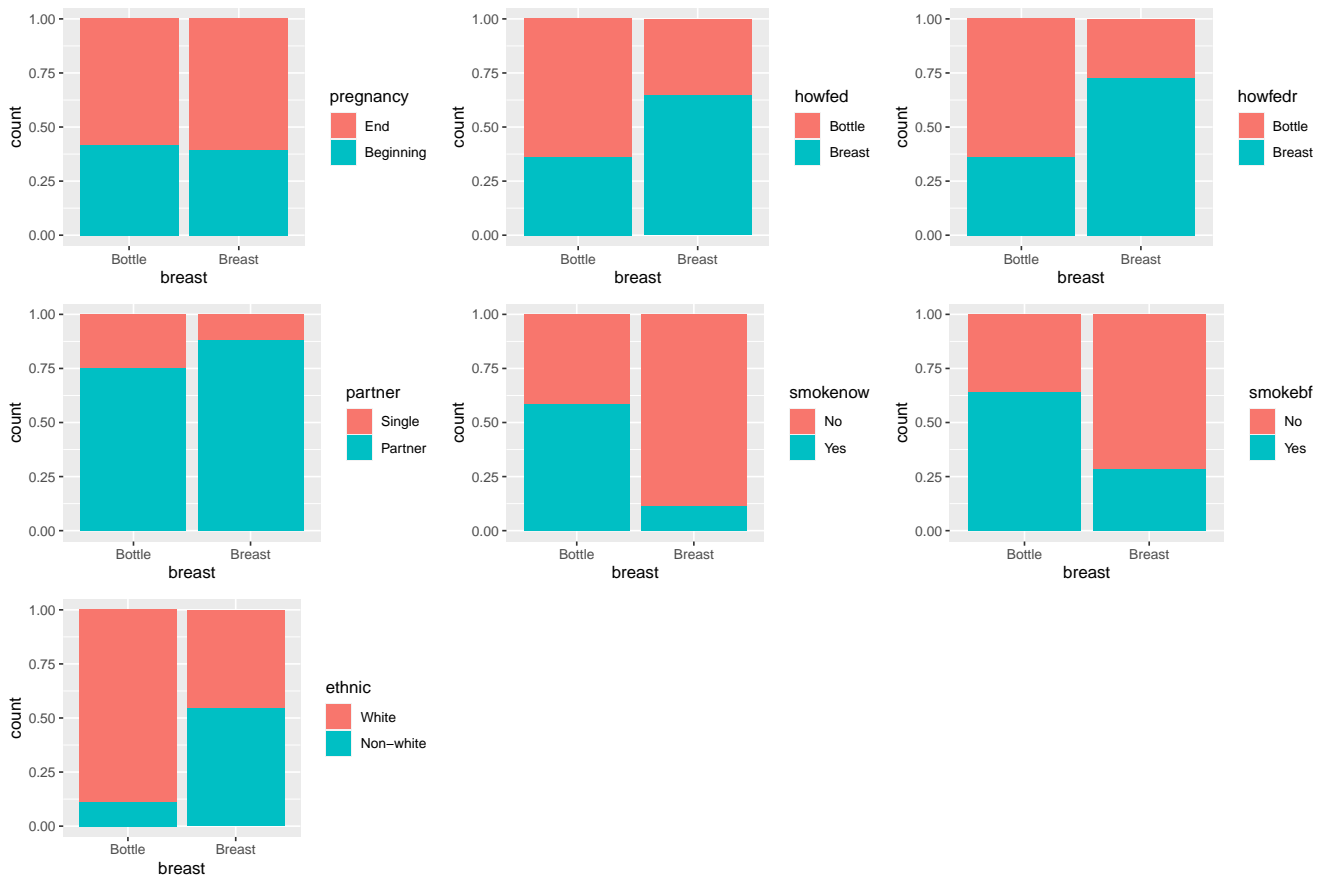 1.00
0.75
0.50
0.25
0.00
count
Bottle Breast
breast
pregnancy
End
Beginning
1.00
0.75
0.50
0.25
0.00
count
Bottle Breast
breast
howfed
Bottle
Breast
1.00
0.75
0.50
0.25
0.00
count
Bottle Breast
breast
howfedr
Bottle
Breast
1.00
0.75
0.50
0.25
0.00
count
Bottle Breast
breast
partner
Single
Partner
1.00
0.75
0.50
0.25
0.00
count
Bottle Breast
breast
smokenow
No
Yes
1.00
0.75
0.50
0.25
0.00
count
Bottle Breast
breast
smokebf
No
Yes
1.00
0.75
0.50
0.25
0.00
count
Bottle Breast
breast
ethnic
White
Non−white